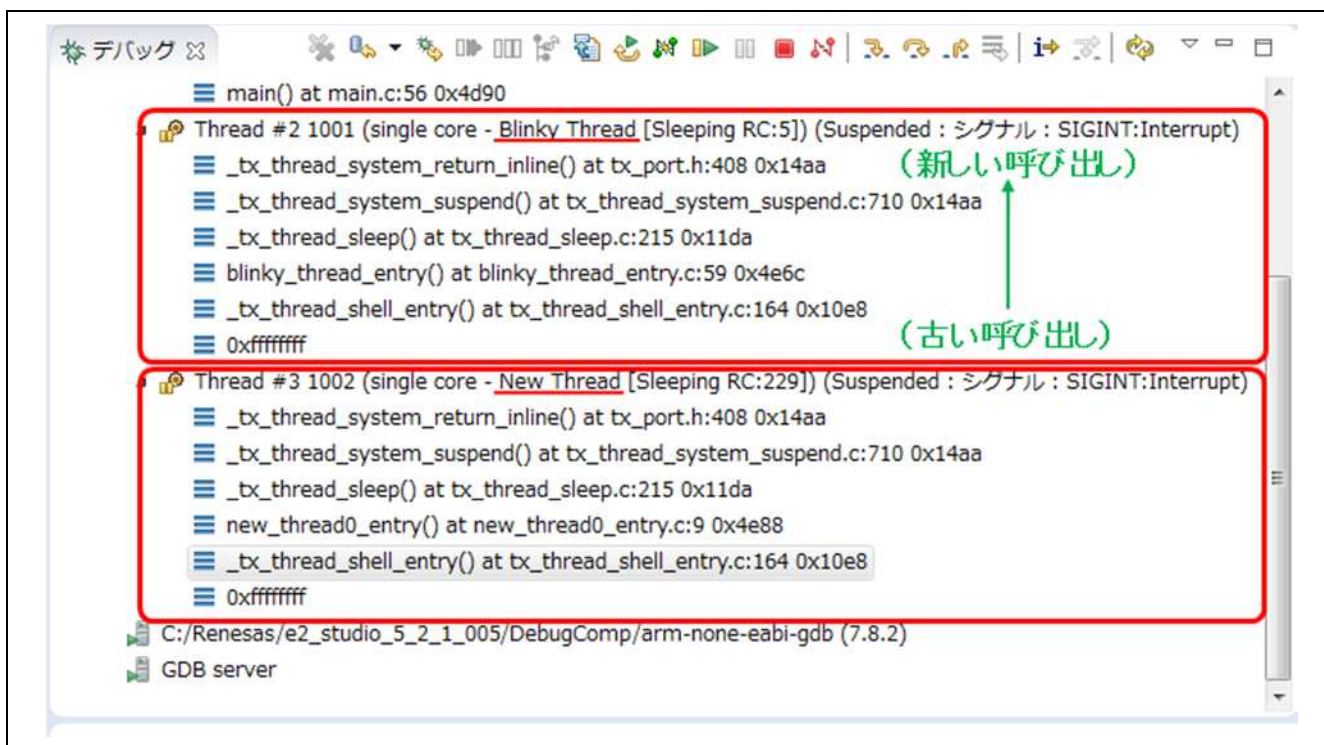 デバッグ
main() at main.c:56 0x4d90
Thread #2 1001 (single core - Blinky Thread [Sleeping RC:5]) (Suspended : シグナル : SIGINT:Interrupt)
_tx_thread_system_return_inline() at tx_port.h:408 0x14aa
(新しい呼び出し)
_tx_thread_system_suspend() at tx_thread_system_suspend.c:710 0x14aa
_tx_thread_sleep() at tx_thread_sleep.c:215 0x11da
blinky_thread_entry() at blinky_thread_entry.c:59 0x4e6c
_tx_thread_shell_entry() at tx_thread_shell_entry.c:164 0x10e8
(古い呼び出し)
0xffffffff
Thread #3 1002 (single core - New Thread [Sleeping RC:229]) (Suspended : シグナル : SIGINT:Interrupt)
_tx_thread_system_return_inline() at tx_port.h:408 0x14aa
_tx_thread_system_suspend() at tx_thread_system_suspend.c:710 0x14aa
_tx_thread_sleep() at tx_thread_sleep.c:215 0x11da
new_thread0_entry() at new_thread0_entry.c:9 0x4e88
_tx_thread_shell_entry() at tx_thread_shell_entry.c:164 0x10e8
0xffffffff
C:/Renesas/e2_studio_5_2_1_005/DebugComp/arm-none-eabi-gdb (7.8.2)
GDB server